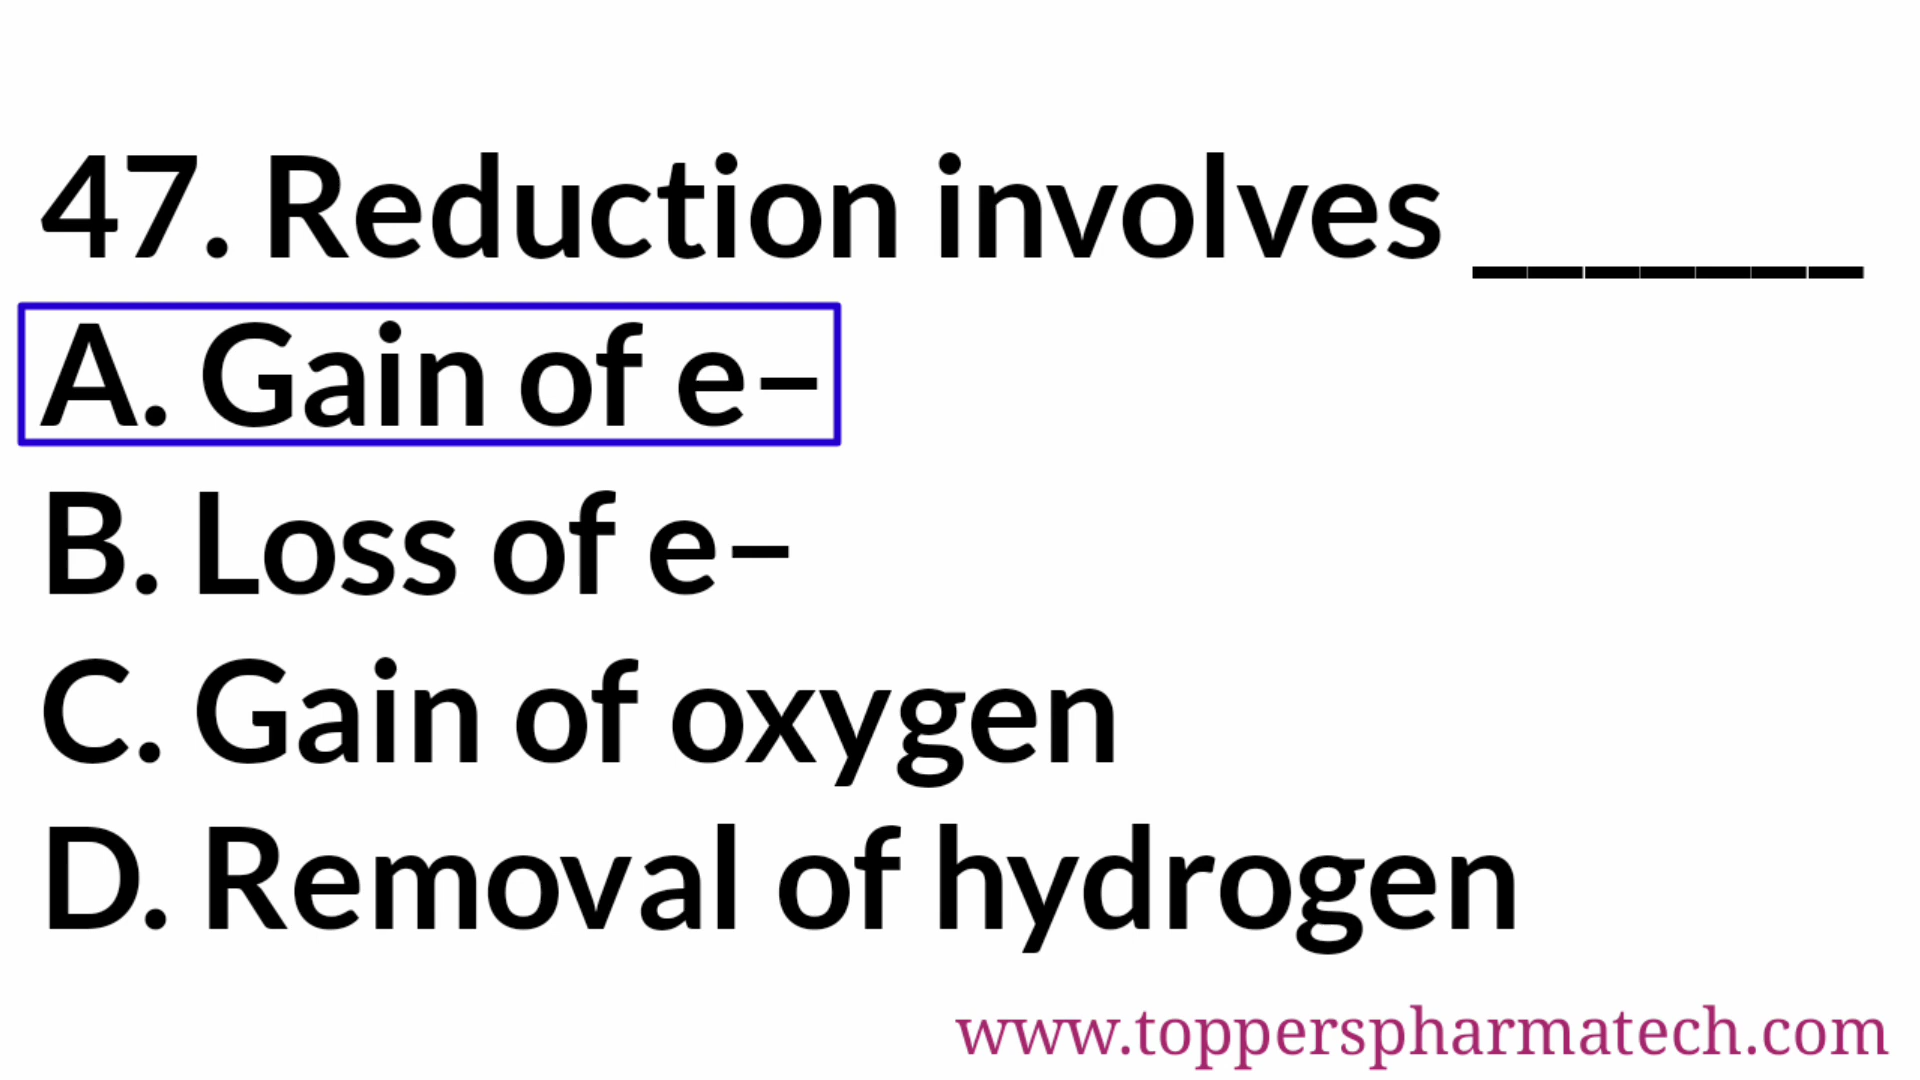 47. Reduction involves _______
A. Gain of e–
B. Loss of e–
C. Gain of oxygen
D. Removal of hydrogen
www.topperspharmatech.com